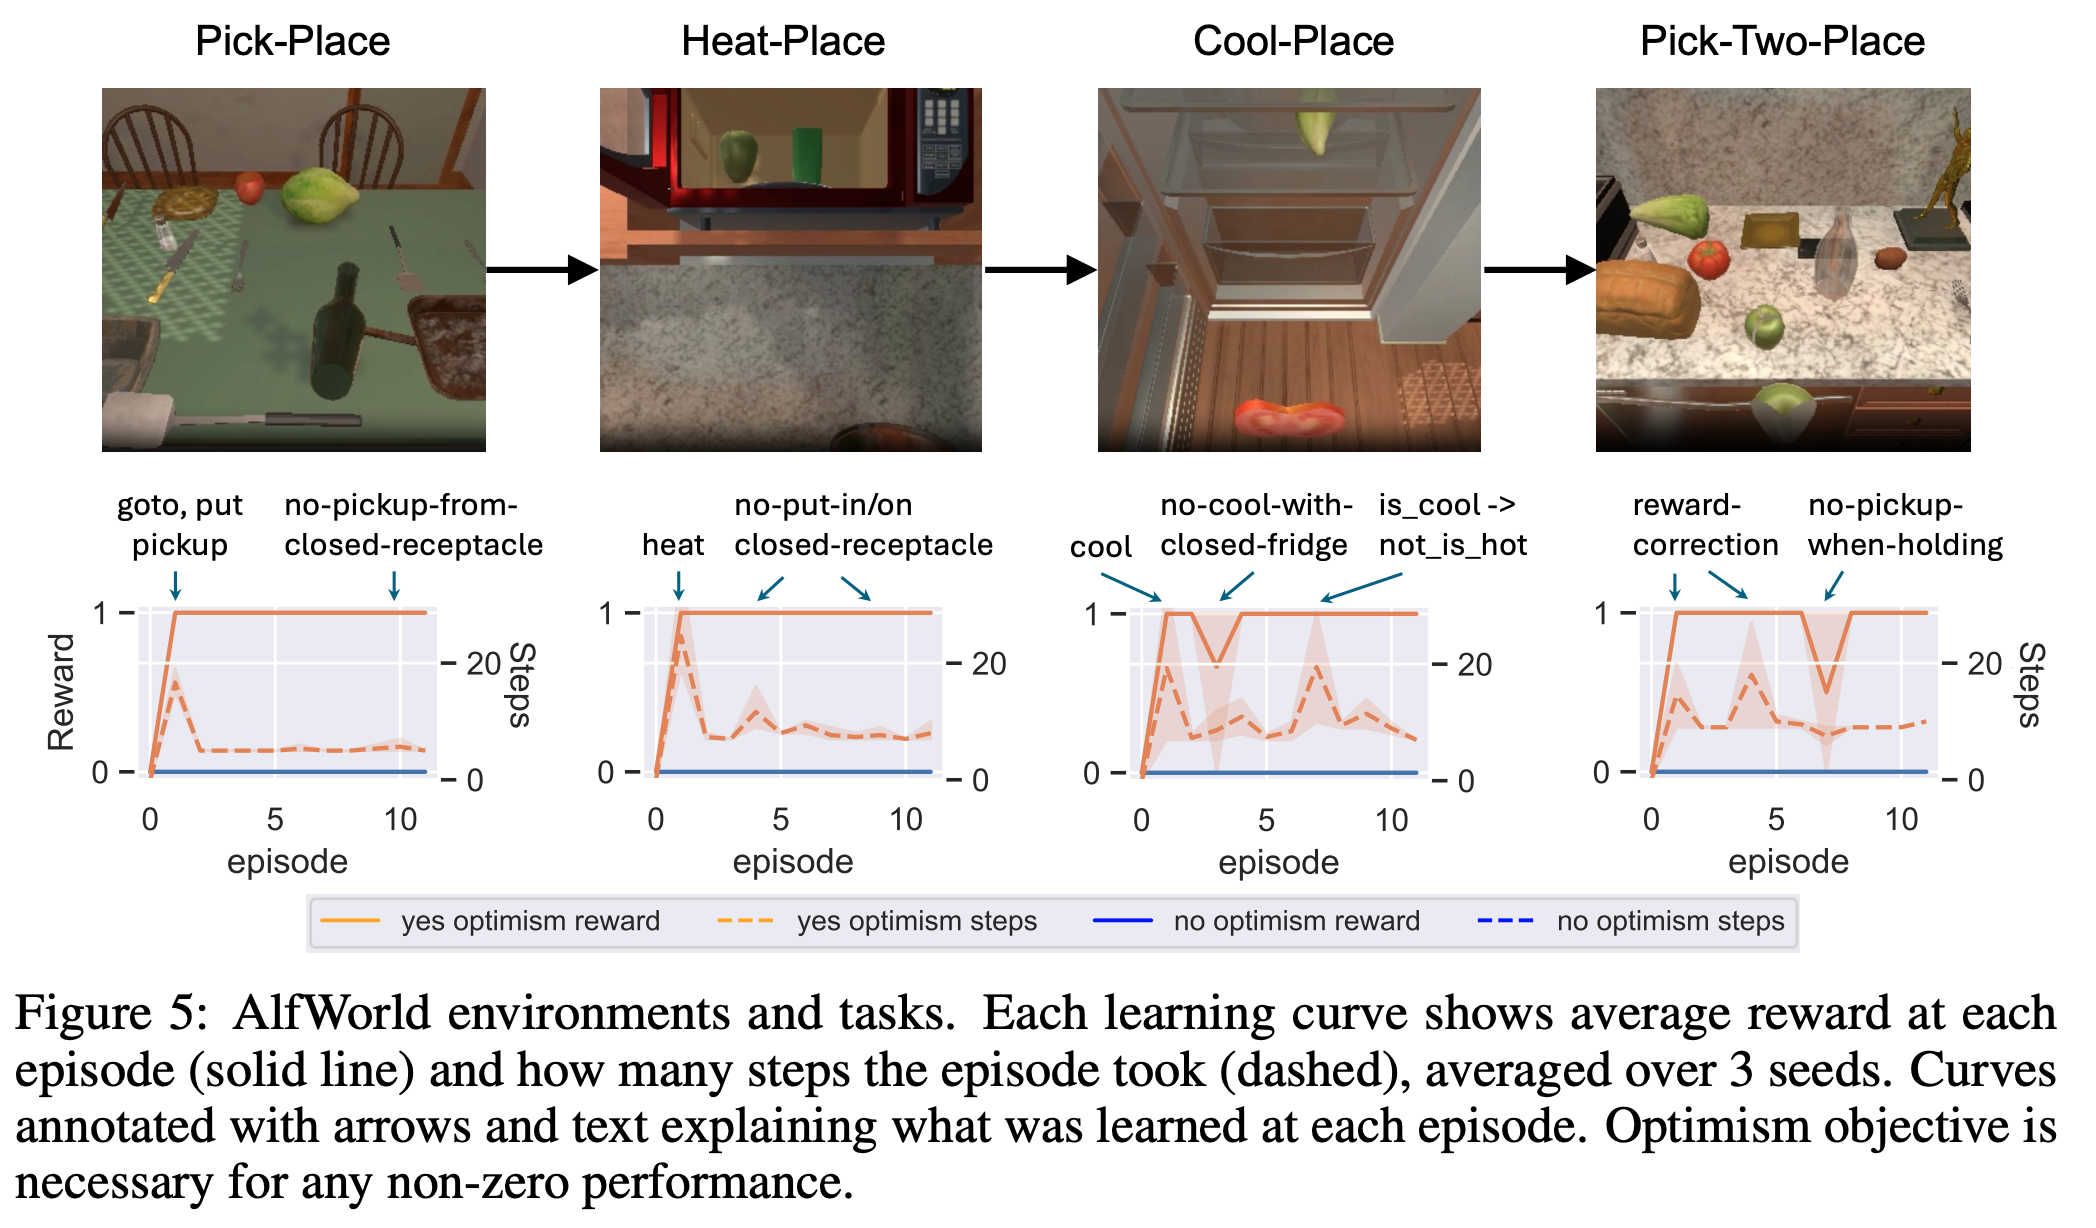 Pick-Place
Heat-Place
Cool-Place
Pick-Two-Place
goto, put
pickup
no-pickup-from-
closed-receptacle
heat
no-put-in/on
closed-receptacle
cool
no-cool-with-
closed-fridge
is_cool ->
not_is_hot
reward-
correction
no-pickup-
when-holding
Reward
1
0
20
0
Steps
0 5 10
episode
1
0
20
0
0 5 10
episode
1
0
20
0
0 5 10
episode
1
0
20
0
Steps
0 5 10
episode
yes optimism reward
yes optimism steps
no optimism reward
no optimism steps
Figure 5: AlfWorld environments and tasks. Each learning curve shows average reward at each
episode (solid line) and how many steps the episode took (dashed), averaged over 3 seeds. Curves
annotated with arrows and text explaining what was learned at each episode. Optimism objective is
necessary for any non-zero performance.